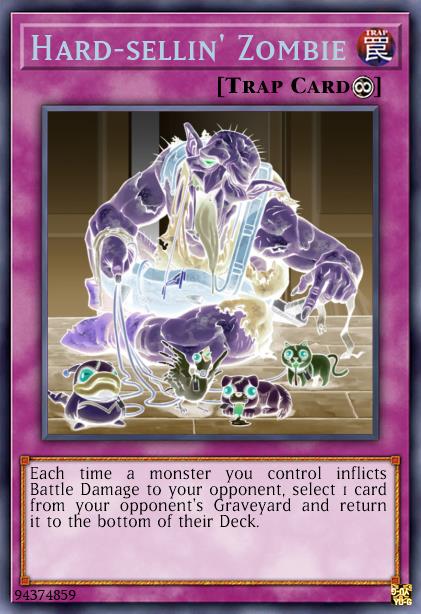 Hard-sellin' Zombie
TRAP
罠
[Trap Card]
Each time a monster you control inflicts
Battle Damage to your opponent, select 1 card
from your opponent's Graveyard and return
it to the bottom of their Deck.
94374859